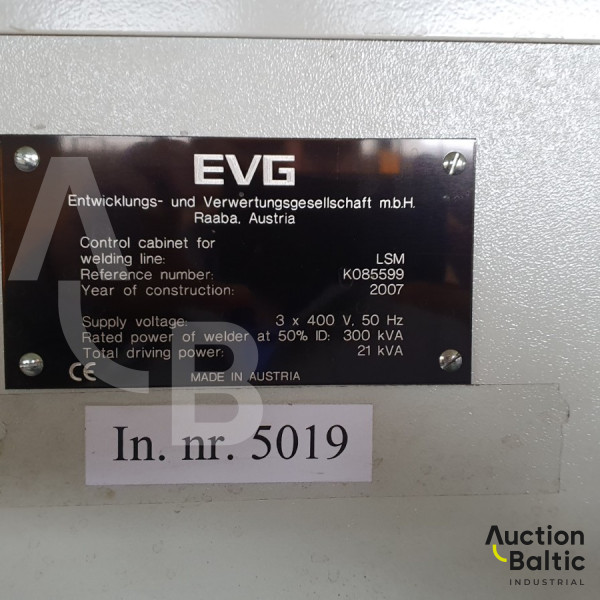 EVG
Entwicklungs- und Verwertungsgesellschaft m.b.H.
Raaba, Austria
Control cabinet for
welding line: LSM
Reference number: K085599
Year of construction: 2007
Supply voltage: 3 x 400 V, 50 Hz
Rated power of welder at 50% ID: 300 kVA
Total driving power: 21 kVA
CE MADE IN AUSTRIA
In. nr. 5019
AB
Auction
Baltic
INDUSTRIAL